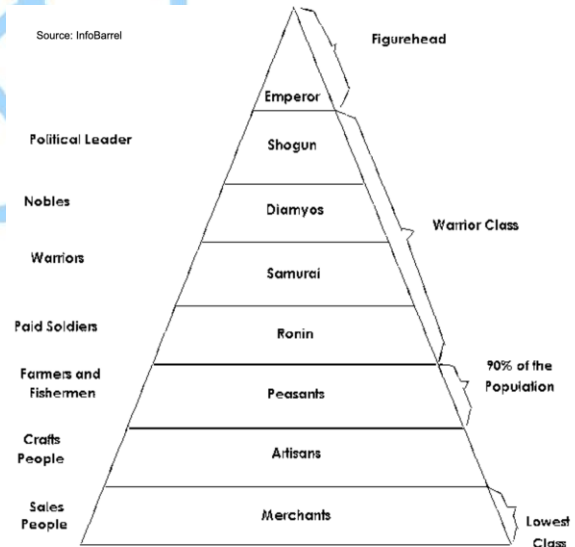 Source: InfoBarrel
Figurehead
Emperor
Political Leader
Shogun
Nobles
Diamyos
Warrior Class
Warriors
Samurai
Paid Soldiers
Ronin
Farmers and
Fishermen
Peasants
90% of the
Population
Crafts
People
Artisans
Sales
People
Merchants
Lowest
Class